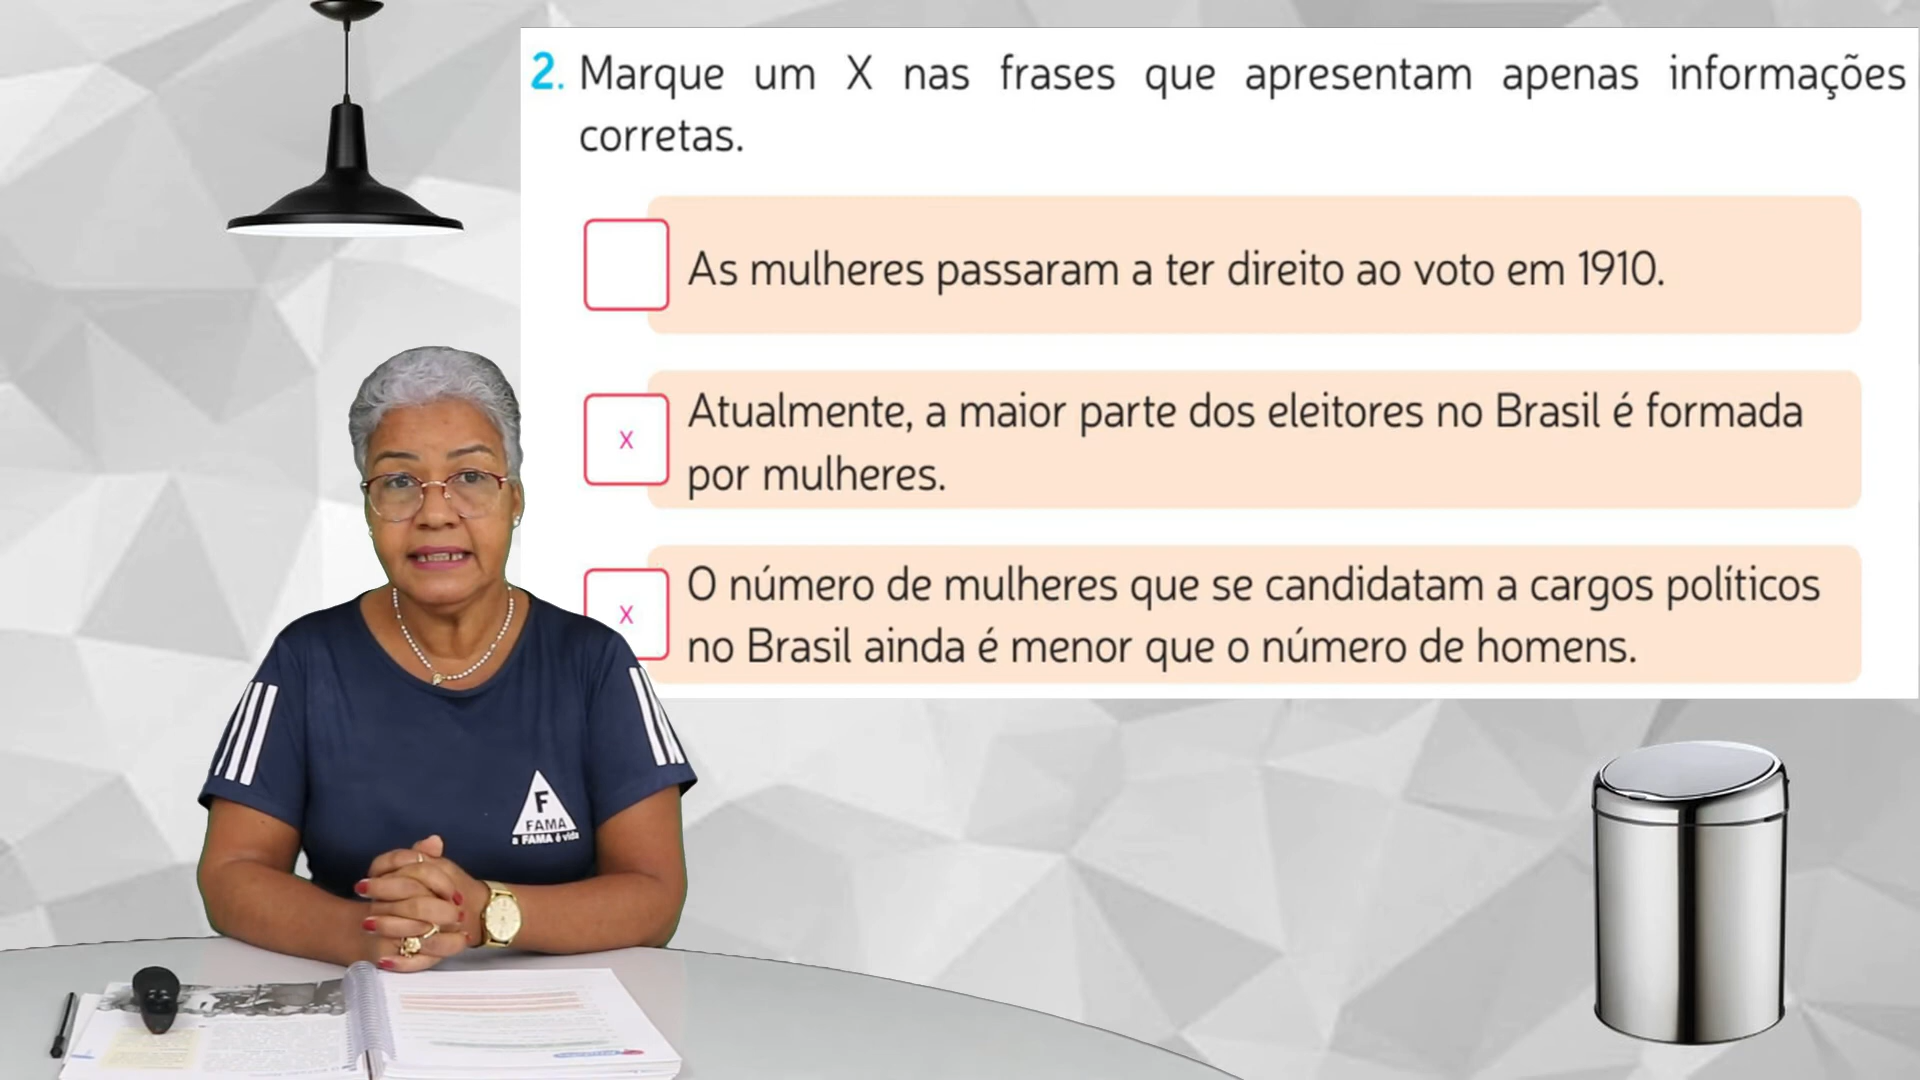 2. Marque um X nas frases que apresentam apenas informações
corretas.
As mulheres passaram a ter direito ao voto em 1910.
x
Atualmente, a maior parte dos eleitores no Brasil é formada
por mulheres.
x
O número de mulheres que se candidatam a cargos políticos
no Brasil ainda é menor que o número de homens.
F
FAMA
a FAMA é vida